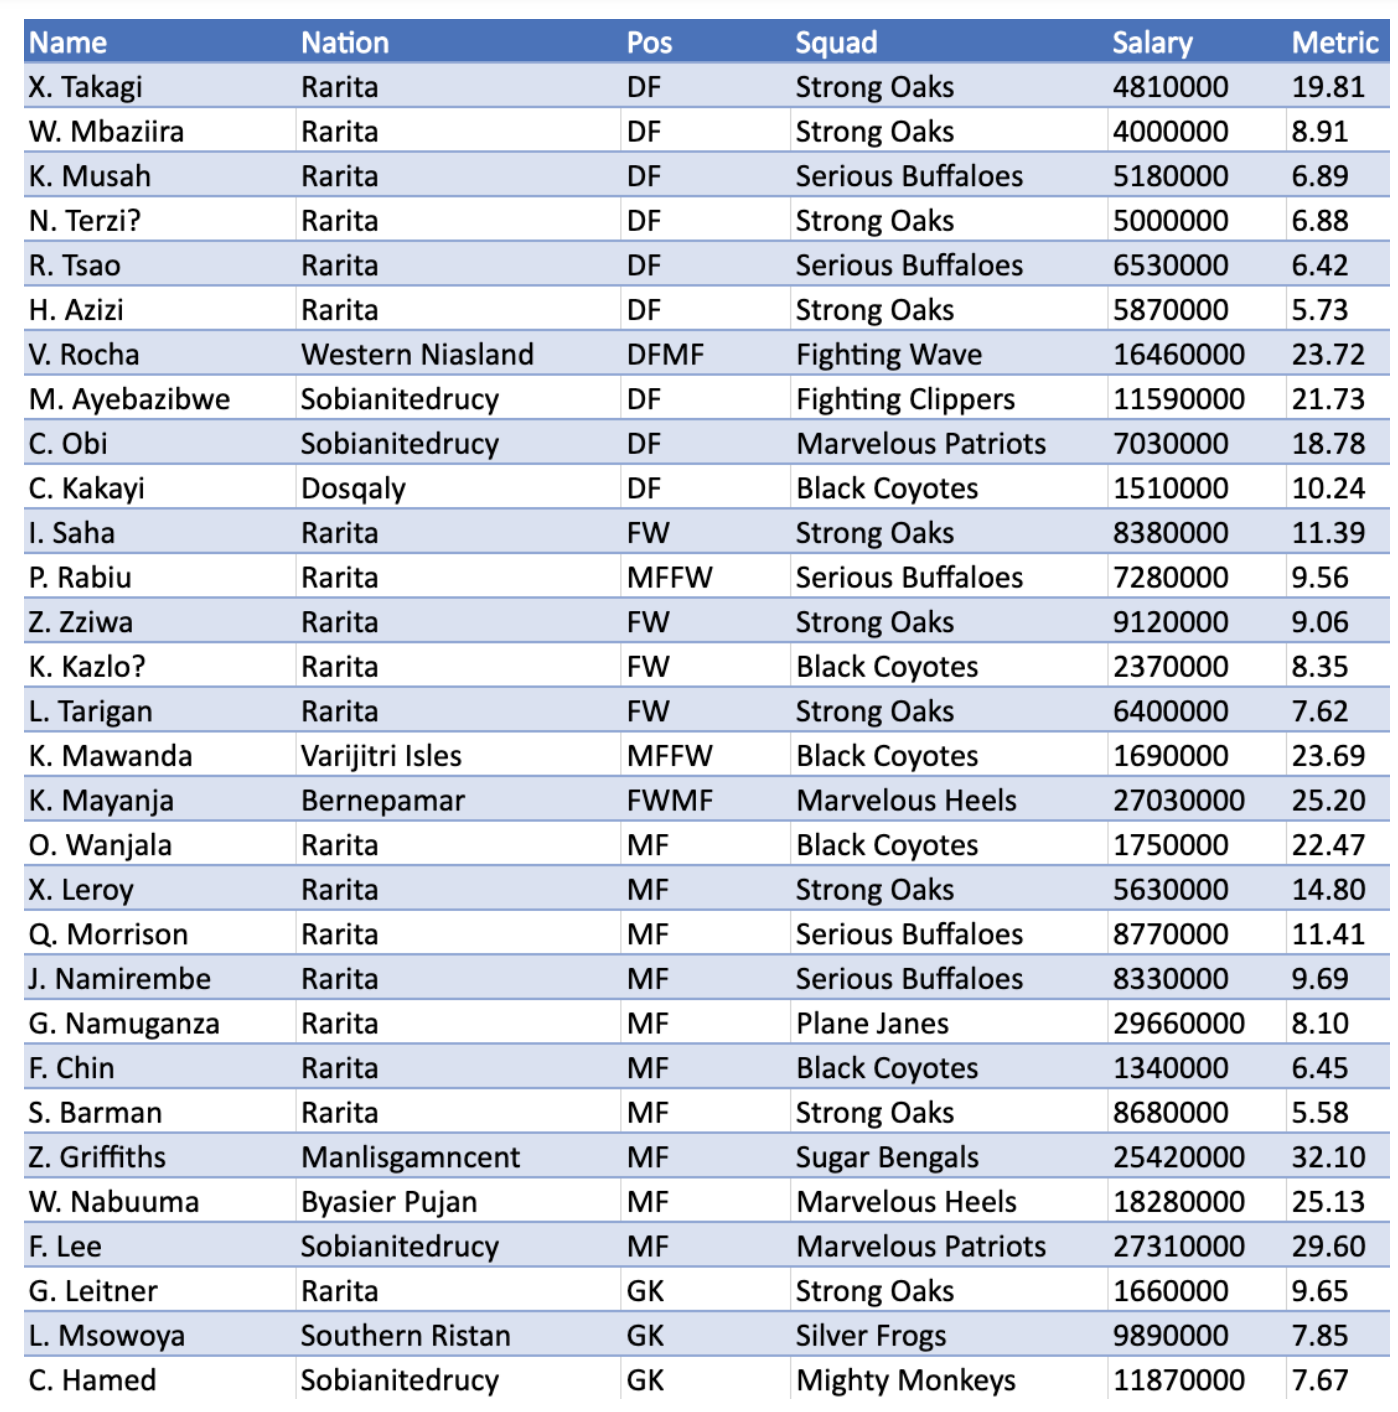 Name Nation Pos Squad Salary Metric
X. Takagi Rarita DF Strong Oaks 4810000 19.81
W. Mbaziira Rarita DF Strong Oaks 4000000 8.91
K. Musah Rarita DF Serious Buffaloes 5180000 6.89
N. Terzi? Rarita DF Strong Oaks 5000000 6.88
R. Tsao Rarita DF Serious Buffaloes 6530000 6.42
H. Azizi Rarita DF Strong Oaks 5870000 5.73
V. Rocha Western Niasland DFMF Fighting Wave 16460000 23.72
M. Ayebazibwe Sobianitedrucy DF Fighting Clippers 11590000 21.73
C. Obi Sobianitedrucy DF Marvelous Patriots 7030000 18.78
C. Kakayi Dosqaly DF Black Coyotes 1510000 10.24
I. Saha Rarita FW Strong Oaks 8380000 11.39
P. Rabiu Rarita MFFW Serious Buffaloes 7280000 9.56
Z. Zziwa Rarita FW Strong Oaks 9120000 9.06
K. Kazlo? Rarita FW Black Coyotes 2370000 8.35
L. Tarigan Rarita FW Strong Oaks 6400000 7.62
K. Mawanda Varijitri Isles MFFW Black Coyotes 1690000 23.69
K. Mayanja Bernepamar FWMF Marvelous Heels 27030000 25.20
O. Wanjala Rarita MF Black Coyotes 1750000 22.47
X. Leroy Rarita MF Strong Oaks 5630000 14.80
Q. Morrison Rarita MF Serious Buffaloes 8770000 11.41
J. Namirembe Rarita MF Serious Buffaloes 8330000 9.69
G. Namuganza Rarita MF Plane Janes 29660000 8.10
F. Chin Rarita MF Black Coyotes 1340000 6.45
S. Barman Rarita MF Strong Oaks 8680000 5.58
Z. Griffiths Manlisgamncent MF Sugar Bengals 25420000 32.10
W. Nabuuma Byasier Pujan MF Marvelous Heels 18280000 25.13
F. Lee Sobianitedrucy MF Marvelous Patriots 27310000 29.60
G. Leitner Rarita GK Strong Oaks 1660000 9.65
L. Msowoya Southern Ristan GK Silver Frogs 9890000 7.85
C. Hamed Sobianitedrucy GK Mighty Monkeys 11870000 7.67